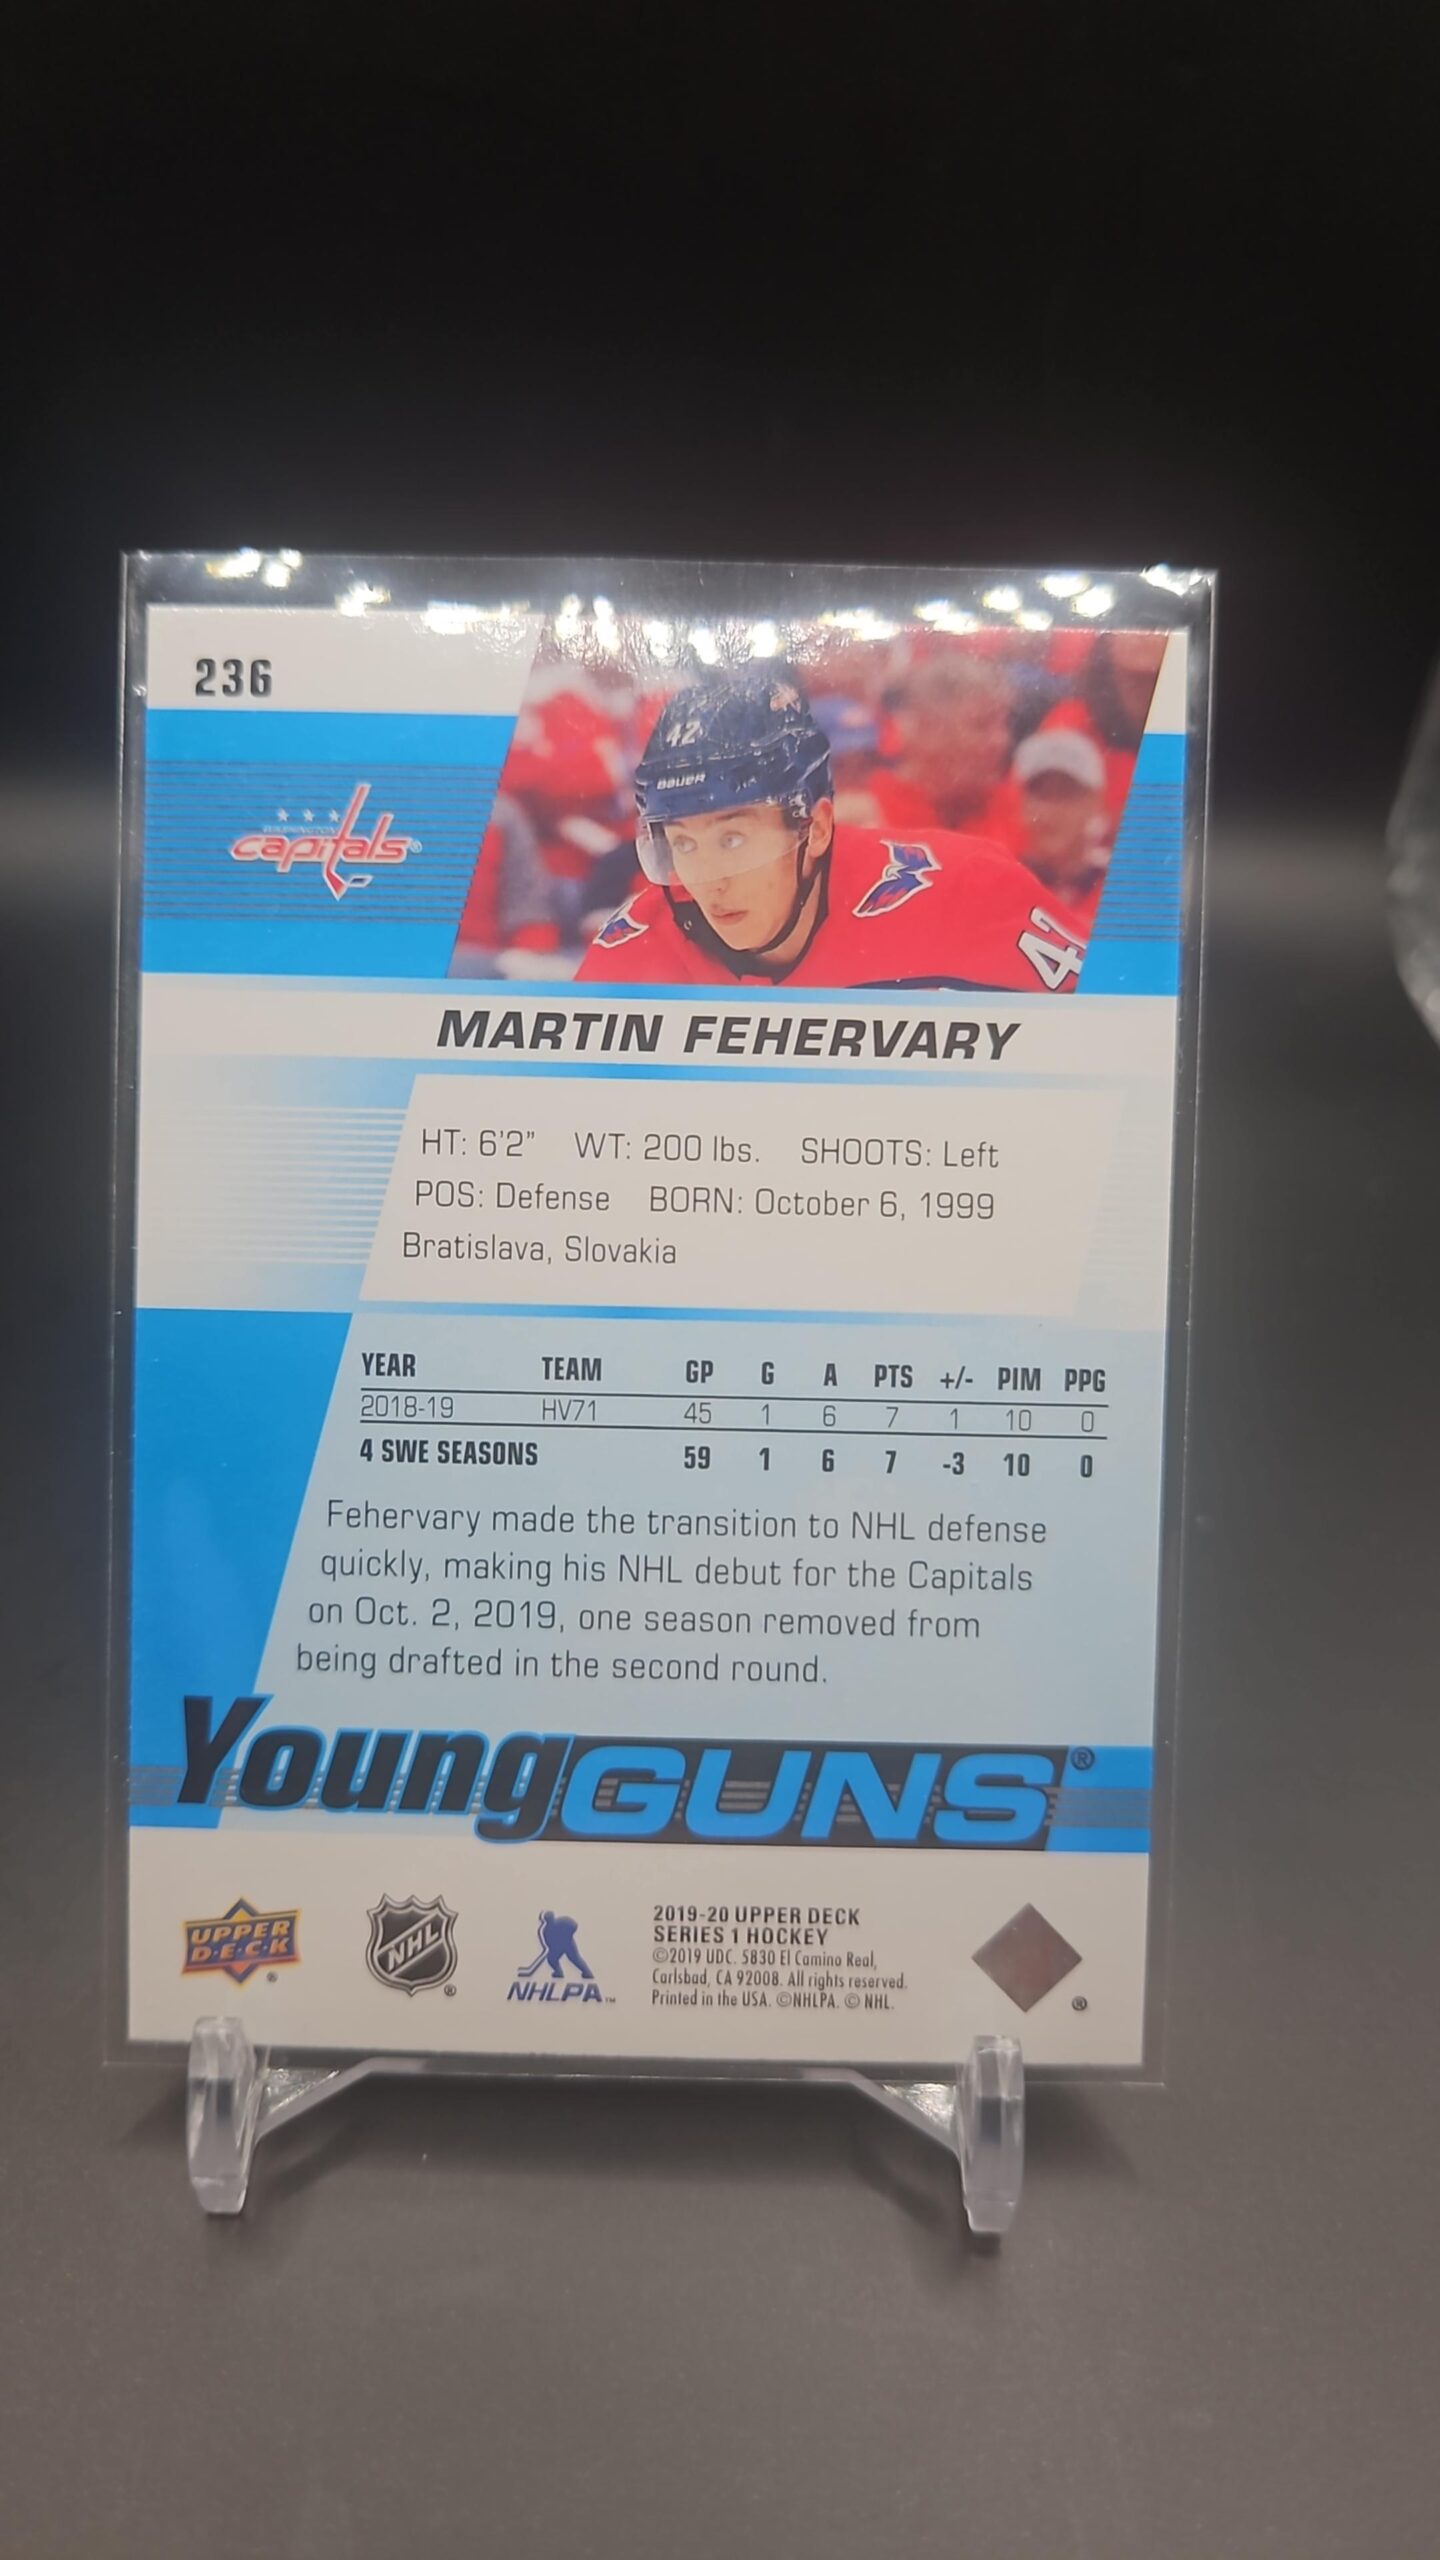 236
42
BAUER
WASHINGTON
capitals®
42
MARTIN FEHERVARY
HT: 6'2" WT: 200 lbs. SHOOTS: Left
POS: Defense BORN: October 6, 1999
Bratislava, Slovakia
YEAR TEAM GP G A PTS +/- PIM PPG
2018-19 HV71 45 1 6 7 1 10 0
4 SWE SEASONS 59 1 6 7 -3 10 0
Fehervary made the transition to NHL defense
quickly, making his NHL debut for the Capitals
on Oct. 2, 2019, one season removed from
being drafted in the second round.
Young GUNS®
UPPER
D·E·C·K®
NHL®
NHLPA™
2019-20 UPPER DECK
SERIES 1 HOCKEY
©2019 UDC. 5830 El Camino Real,
Carlsbad, CA 92008. All rights reserved.
Printed in the USA. ©NHLPA. © NHL.
®